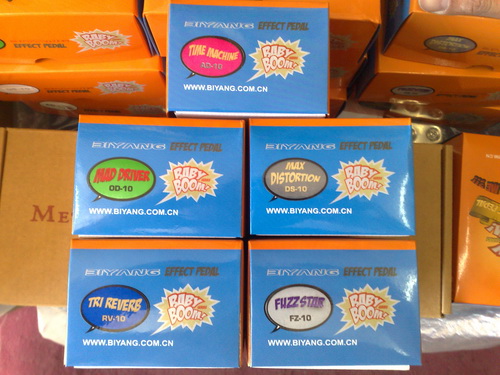 BIYANG EFFECT PEDAL
TIME MACHINE
AD-10
BABY BOOM!
WWW.BIYANG.COM.CN
BIYANG EFFECT PEDAL
MAD DRIVER
OD-10
BABY BOOM!
WWW.BIYANG.COM.CN
BIYANG EFFECT PEDAL
MAX
DISTORTION
DS-10
BABY BOOM!
WWW.BIYANG.COM.CN
BIYANG EFFECT PEDAL
TRI REVERB
RV-10
BABY BOOM!
WWW.BIYANG.COM.CN
BIYANG EFFECT PEDAL
FUZZ STAR
FZ-10
BABY BOOM!
WWW.BIYANG.COM.CN
BABY
BOOM!